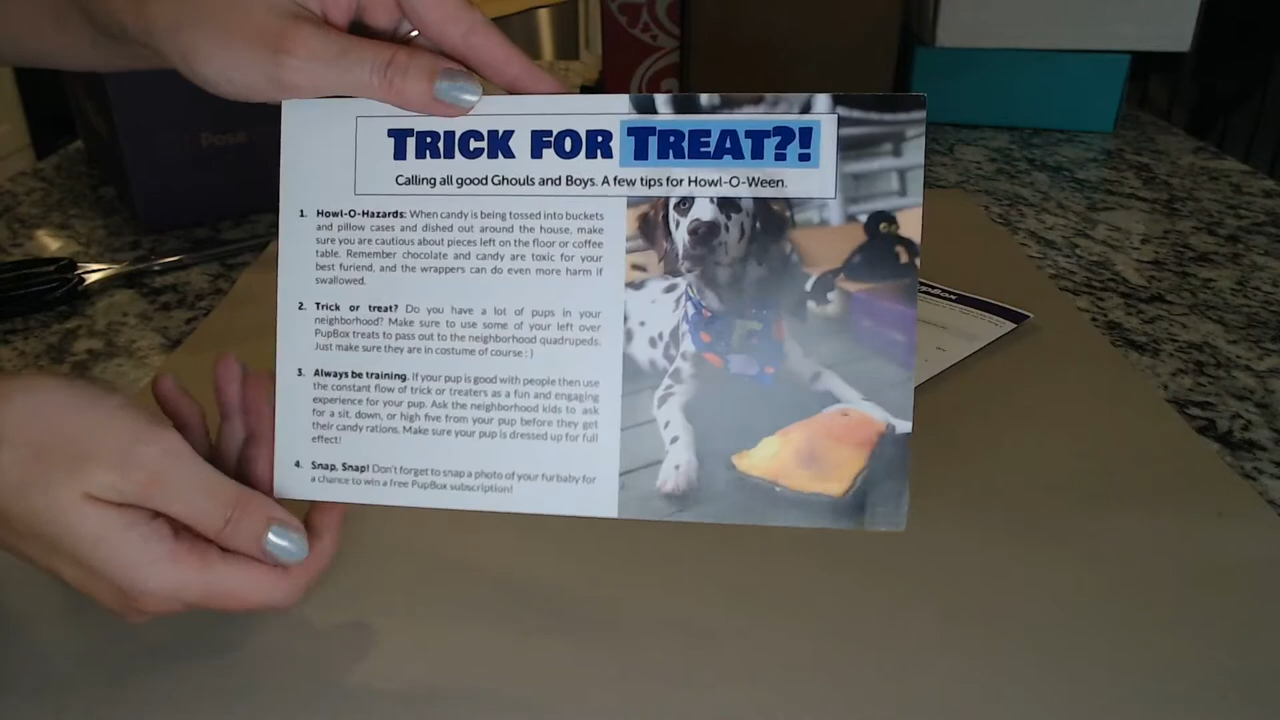 TRICK FOR TREAT?!
Calling all good Ghouls and Boys. A few tips for Howl-O-Ween.
1. Howl-O-Hazards: When candy is being tossed into buckets
and pillow cases and dished out around the house, make
sure you are cautious about pieces left on the floor or coffee
table. Remember chocolate and candy are toxic for your
best furiend, and the wrappers can do even more harm if
swallowed.
2. Trick or treat? Do you have a lot of pups in your
neighborhood? Make sure to use some of your left over
PupBox treats to pass out to the neighborhood quadrupeds.
Just make sure they are in costume of course : )
3. Always be training. If your pup is good with people then use
the constant flow of trick or treaters as a fun and engaging
experience for your pup. Ask the neighborhood kids to ask
for a sit, down, or high five from your pup before they get
their candy rations. Make sure your pup is dressed up for full
effect!
4. Snap, Snap! Don't forget to snap a photo of your furbaby for
a chance to win a free PupBox subscription!